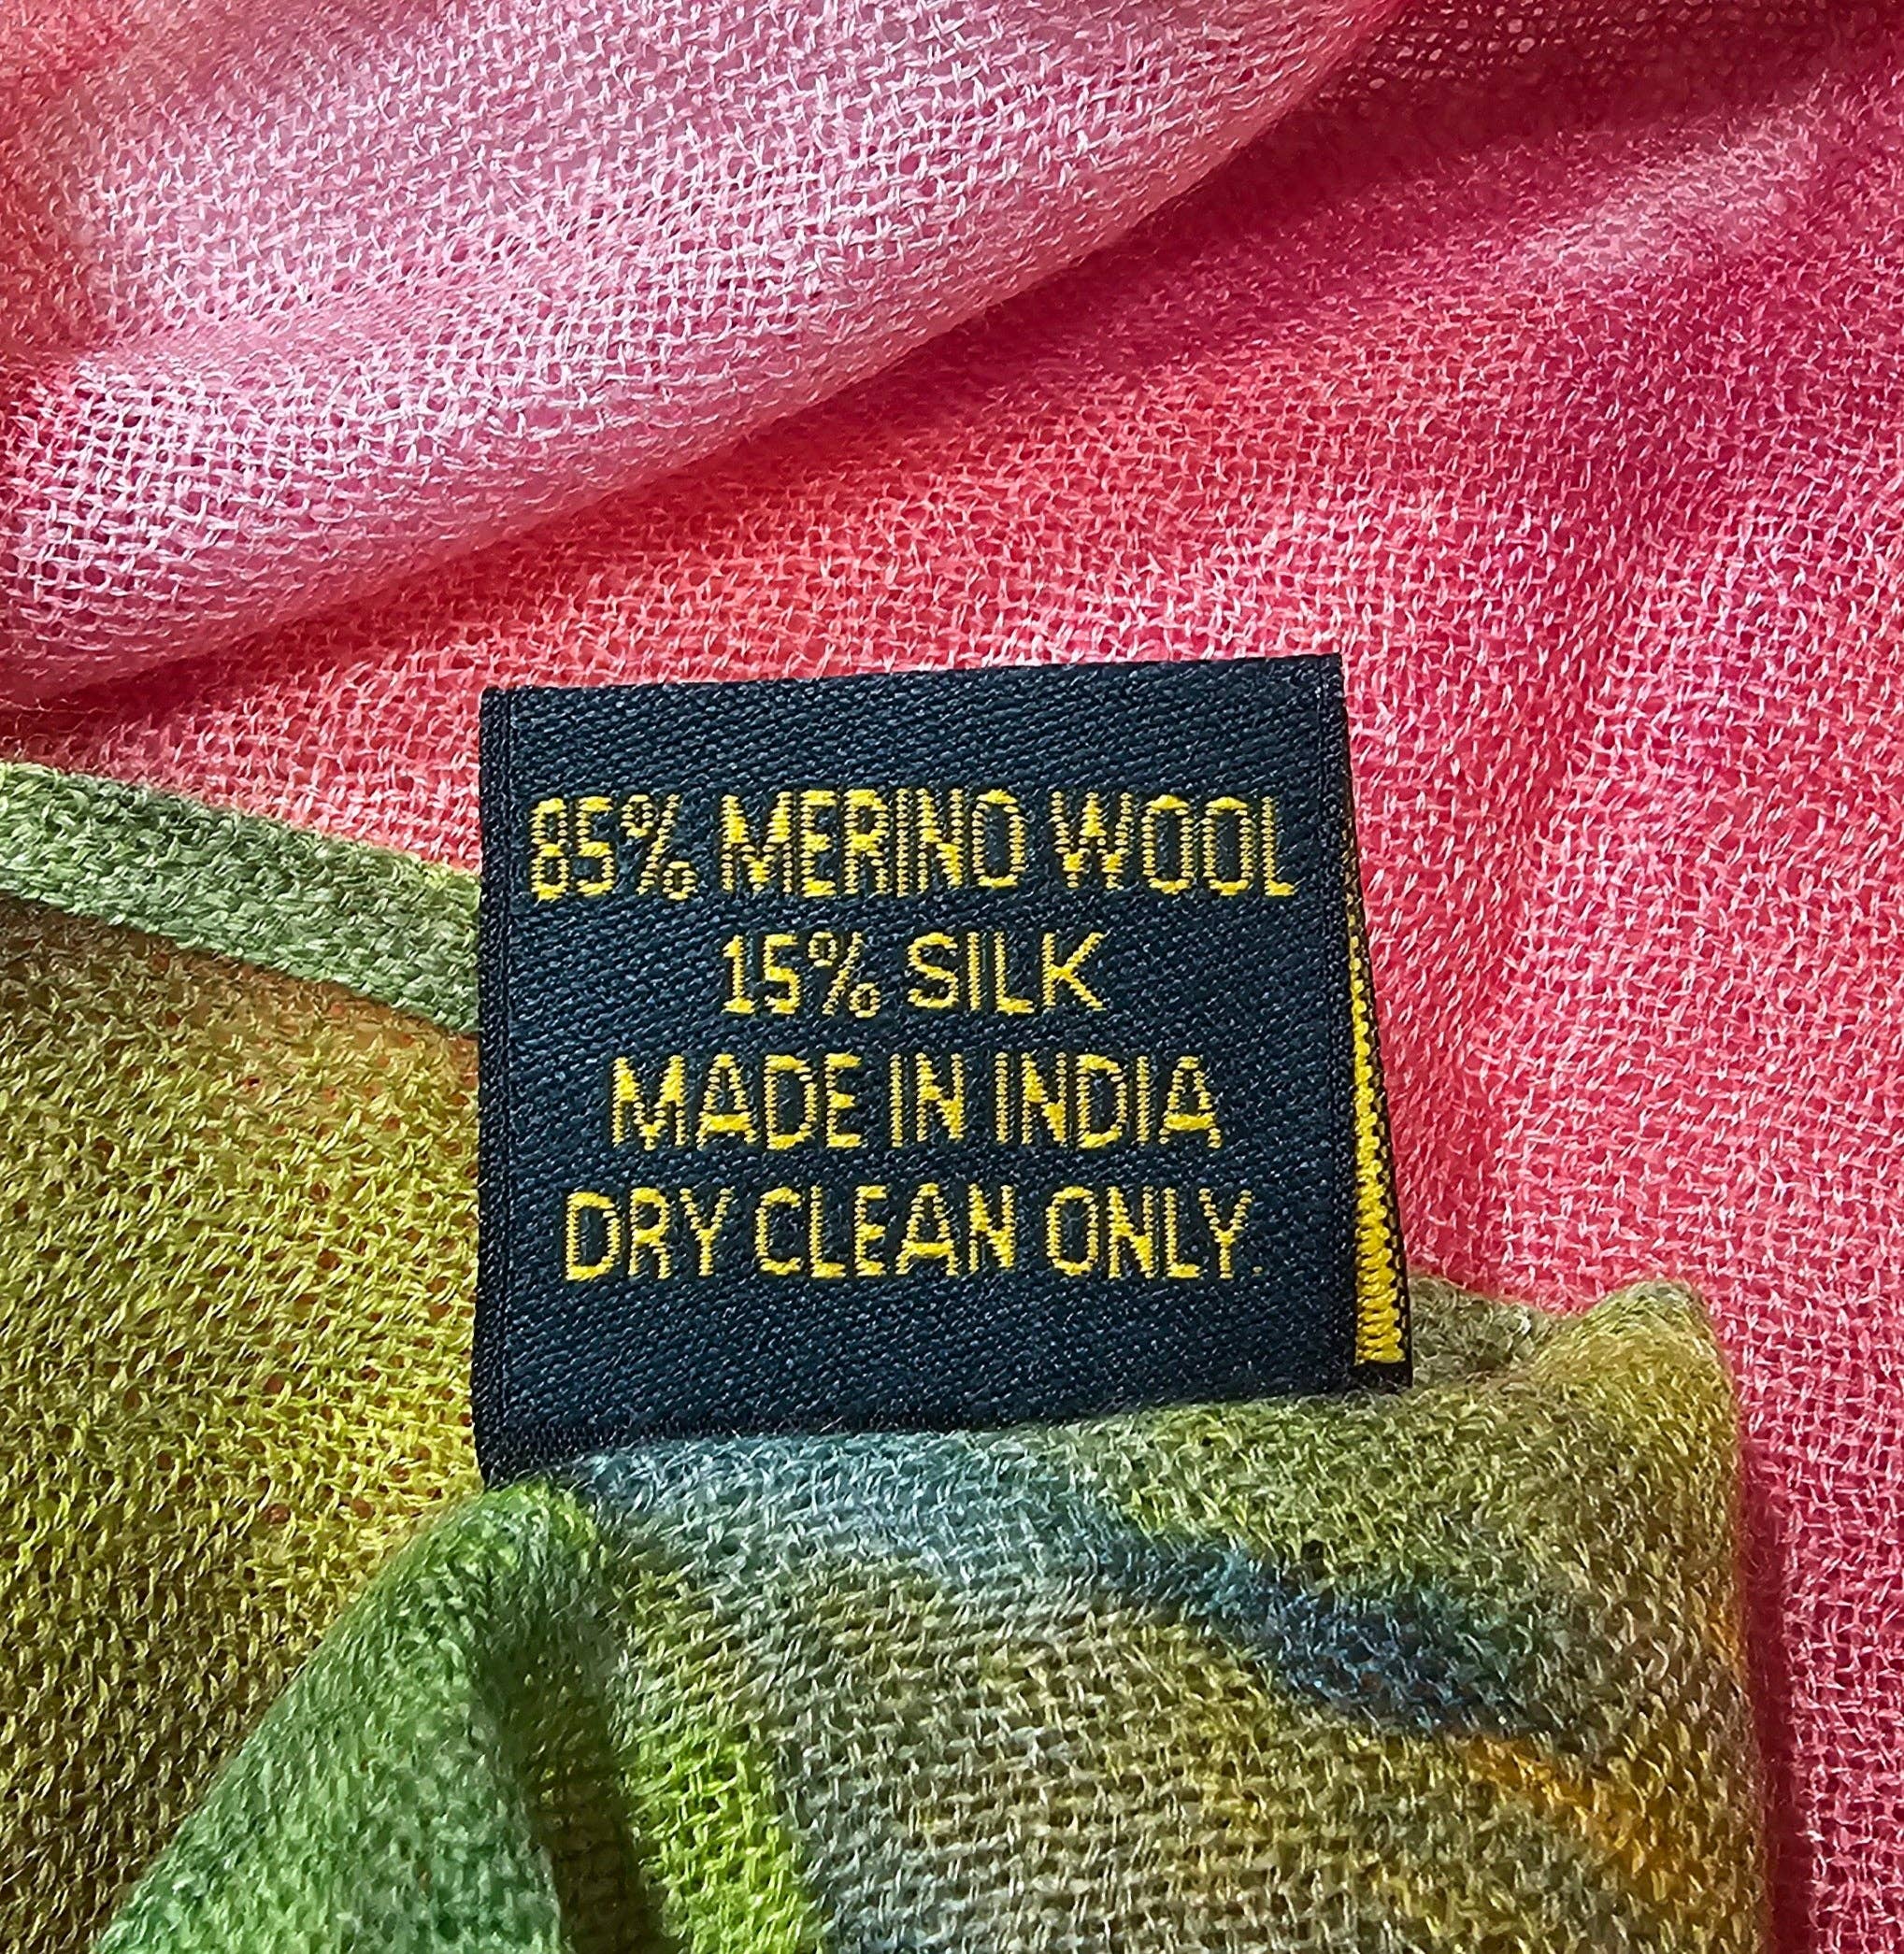 85% MERINO WOOL
15% SILK
MADE IN INDIA
DRY CLEAN ONLY.